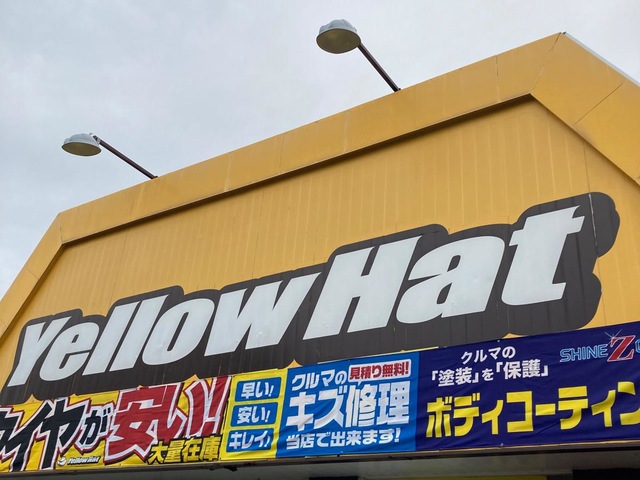 YellowHat
タイヤが安い!!
大量在庫
Yellow Hat
早い!
安い!
キレイ!
クルマの
見積り無料!
キズ修理
当店で出来ます!
クルマの
「塗装」を「保護」
ボディコーティン
SHINE Z